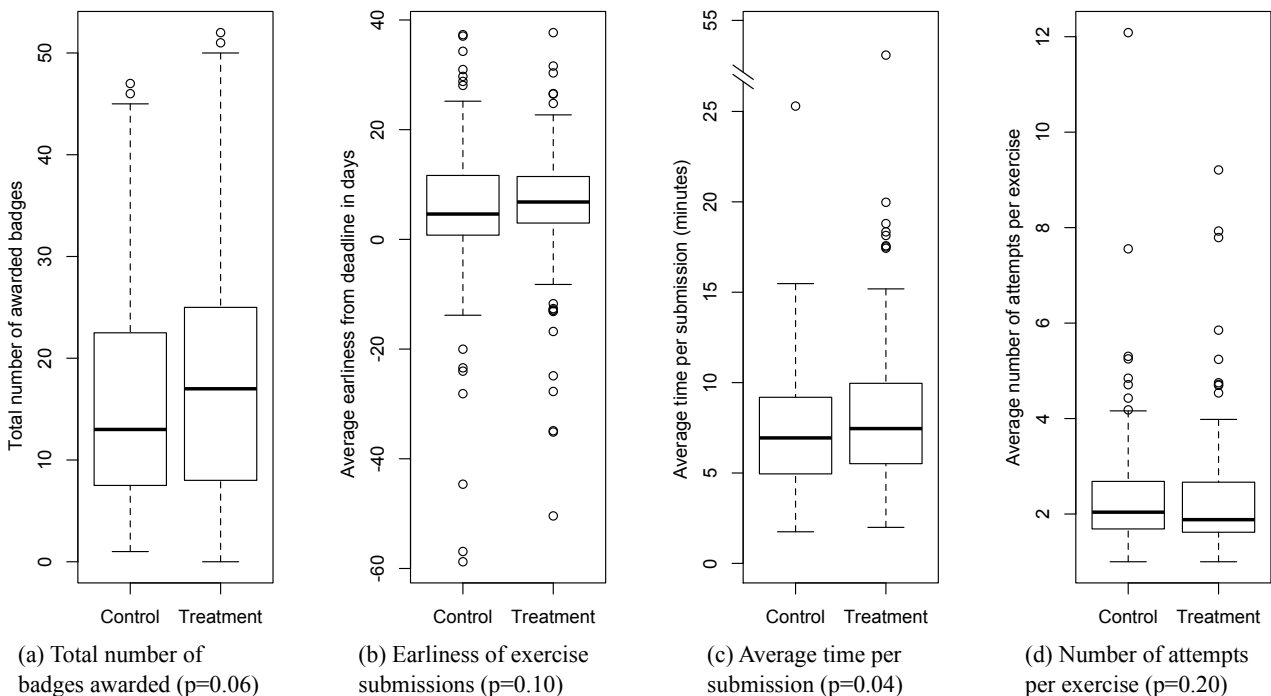 Total number of awarded badges
0
10
20
30
40
50
Control Treatment
(a) Total number of
badges awarded (p=0.06)
Average earliness from deadline in days
-60
-40
-20
0
20
40
Control Treatment
(b) Earliness of exercise
submissions (p=0.10)
Average time per submission (minutes)
0
5
10
15
20
25
55
Control Treatment
(c) Average time per
submission (p=0.04)
Average number of attempts per exercise
2
4
6
8
10
12
Control Treatment
(d) Number of attempts
per exercise (p=0.20)